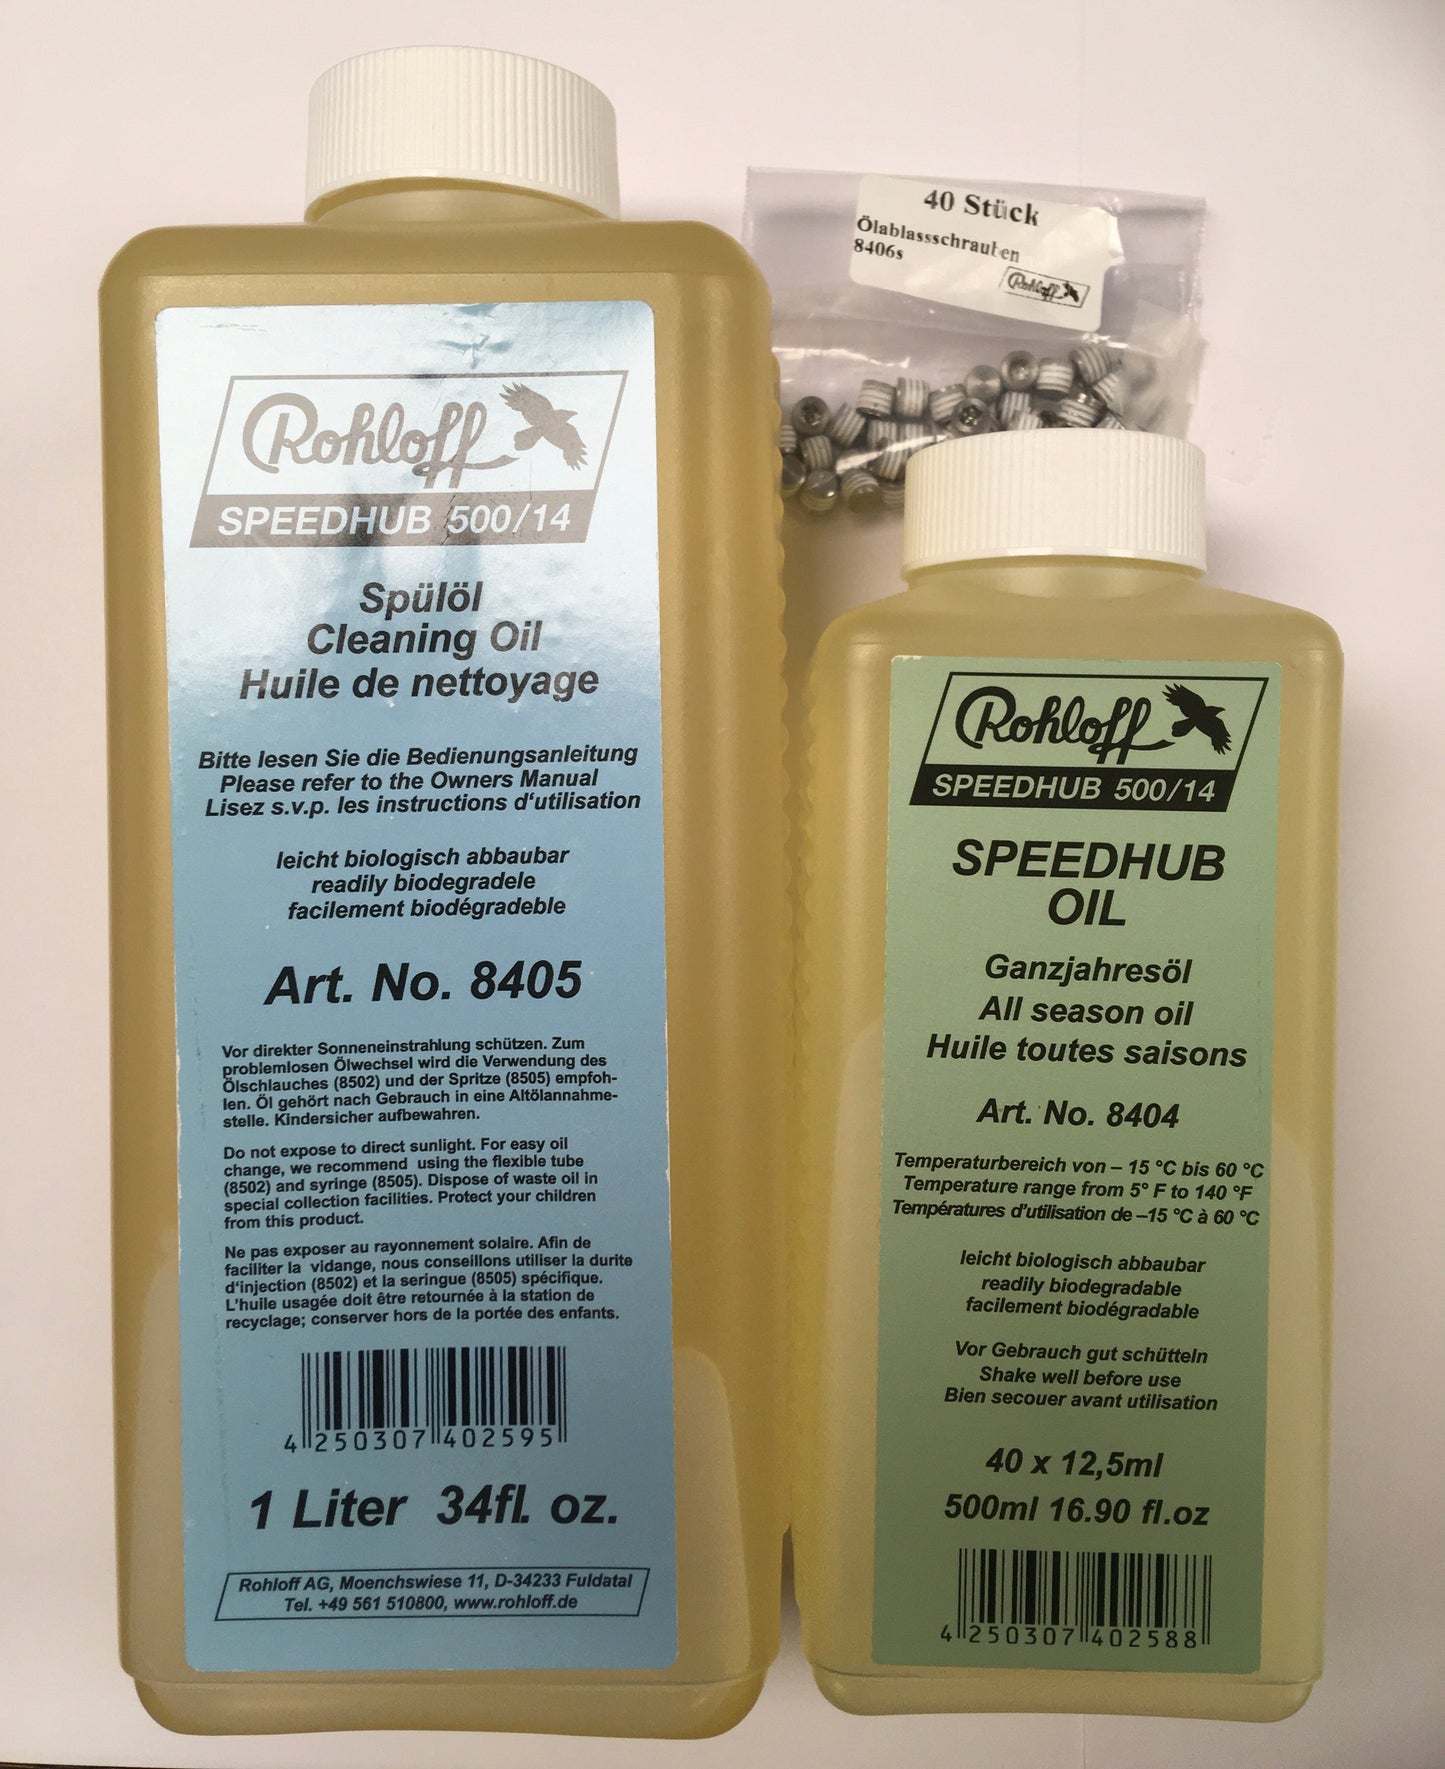 Rohloff
SPEEDHUB 500/14
Spülöl
Cleaning Oil
Huile de nettoyage
Bitte lesen Sie die Bedienungsanleitung
Please refer to the Owners Manual
Lisez s.v.p. les instructions d'utilisation
leicht biologisch abbaubar
readily biodegradele
facilement biodégradeble
Art. No. 8405
Vor direkter Sonneneinstrahlung schützen. Zum
problemlosen Ölwechsel wird die Verwendung des
Ölschlauches (8502) und der Spritze (8505) empfoh-
len. Öl gehört nach Gebrauch in eine Altölannahme-
stelle. Kindersicher aufbewahren.
Do not expose to direct sunlight. For easy oil
change, we recommend using the flexible tube
(8502) and syringe (8505). Dispose of waste oil in
special collection facilities. Protect your children
from this product.
Ne pas exposer au rayonnement solaire. Afin de
faciliter la vidange, nous conseillons utiliser la durite
d'injection (8502) et la seringue (8505) spécifique.
L'huile usagée doit être retournée à la station de
recyclage; conserver hors de la portée des enfants.
4 250307 402595
1 Liter 34fl. oz.
Rohloff AG, Moenchswiese 11, D-34233 Fuldatal
Tel. +49 561 510800, www.rohloff.de
40 Stück
Ölablassschrauben
8406s
Rohloff
Rohloff
SPEEDHUB 500/14
SPEEDHUB
OIL
Ganzjahresöl
All season oil
Huile toutes saisons
Art. No. 8404
Temperaturbereich von – 15 °C bis 60 °C
Temperature range from 5° F to 140 °F
Températures d'utilisation de –15 °C à 60 °C
leicht biologisch abbaubar
readily biodegradable
facilement biodégradable
Vor Gebrauch gut schütteln
Shake well before use
Bien secouer avant utilisation
40 x 12,5ml
500ml 16.90 fl.oz
4 250307 402588